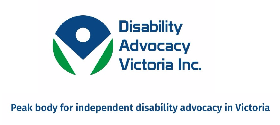 Disability
Advocacy
Victoria Inc.
Peak body for independent disability advocacy in Victoria